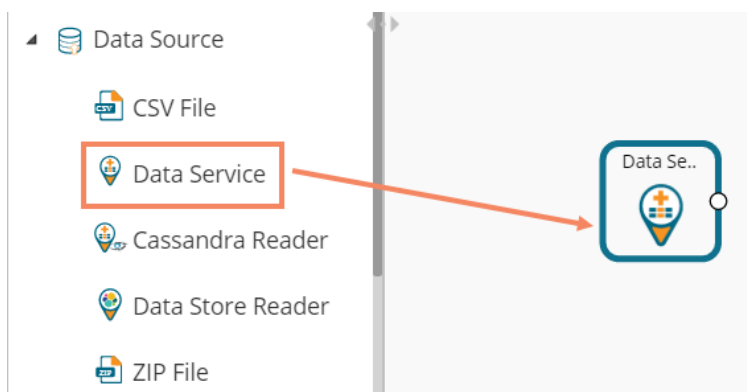 Data Source
CSV File
Data Service
Cassandra Reader
Data Store Reader
ZIP File
Data Se..